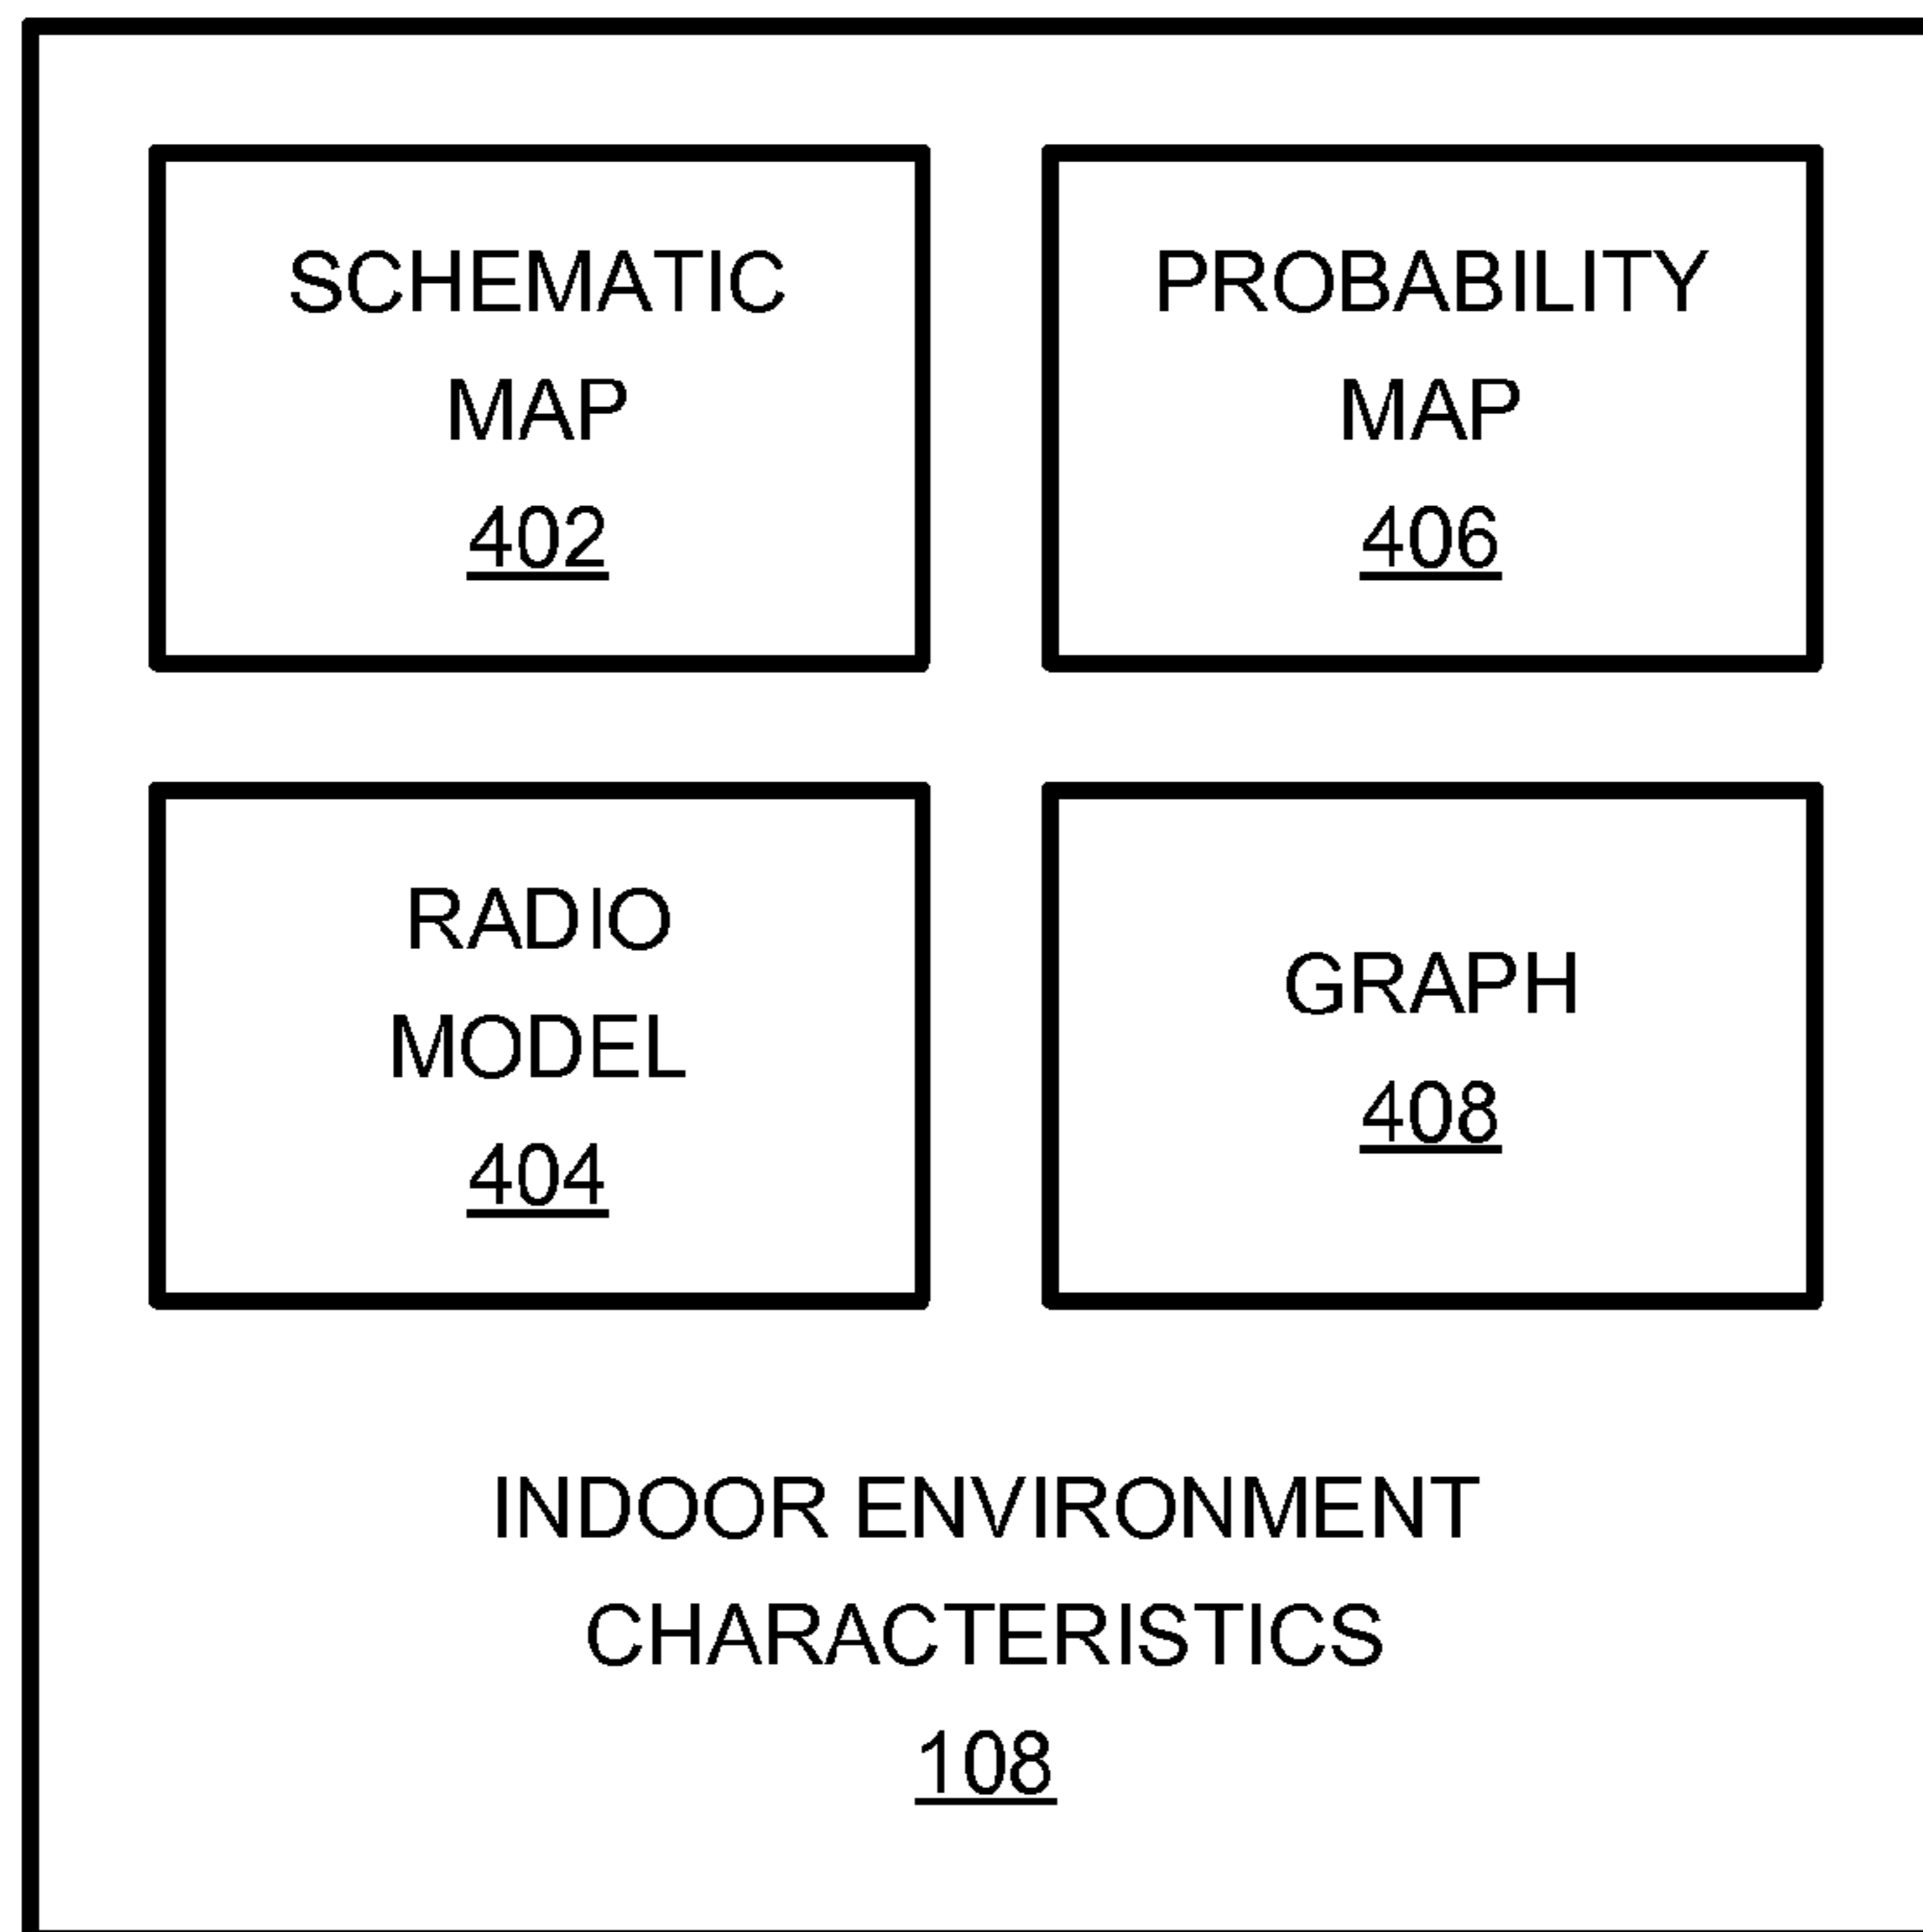 SCHEMATIC
MAP
402
PROBABILITY
MAP
406
RADIO
MODEL
404
GRAPH
408
INDOOR ENVIRONMENT
CHARACTERISTICS
108